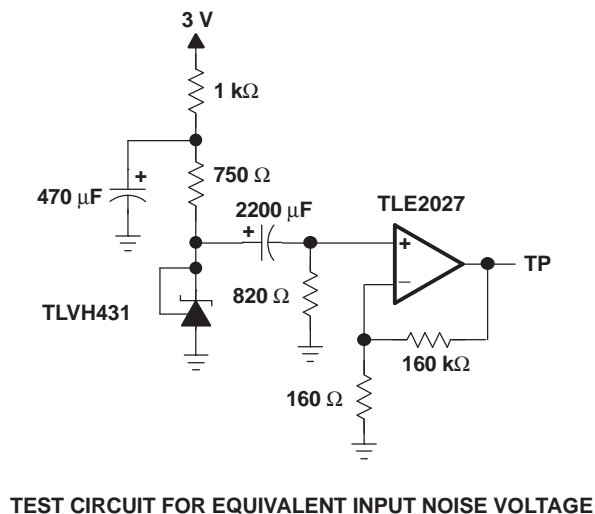 3 V
1 kΩ
750 Ω
470 μF
+
2200 μF
+
TLE2027
+
−
TP
820 Ω
TLVH431
160 kΩ
160 Ω
TEST CIRCUIT FOR EQUIVALENT INPUT NOISE VOLTAGE